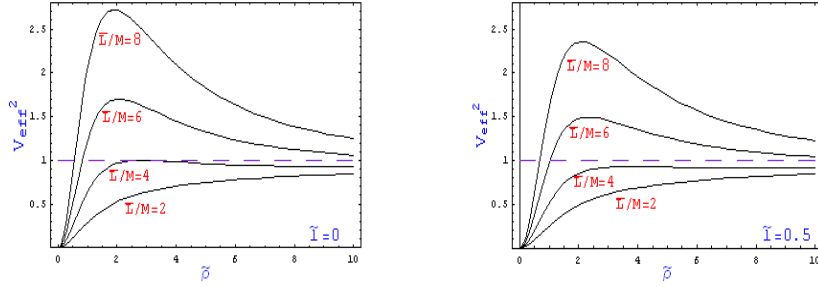 2.5
2
1.5
1
0.5
V_eff^2
L̅/M=8
L̅/M=6
L̅/M=4
L̅/M=2
l̃=0
0 2 4 6 8 10
ρ̃
2.5
2
1.5
1
0.5
V_eff^2
L̅/M=8
L̅/M=6
L̅/M=4
L̅/M=2
l̃=0.5
0 2 4 6 8 10
ρ̃